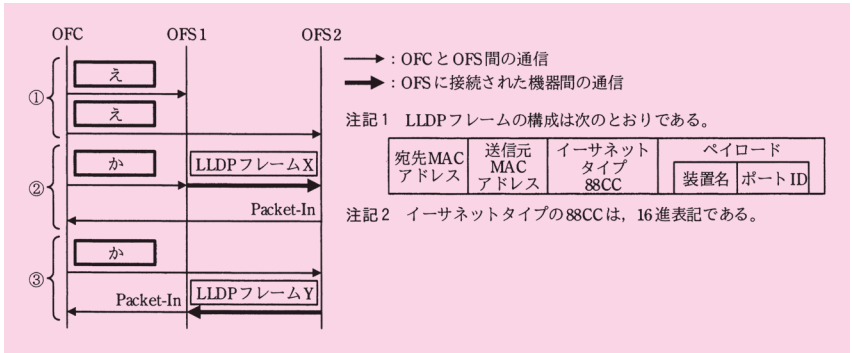 OFC OFS1 OFS2
① え
え
② か LLDPフレームX
Packet-In
③ か
Packet-In LLDPフレームY
:OFCとOFS間の通信
:OFSに接続された機器間の通信
注記1 LLDPフレームの構成は次のとおりである。
宛先MACアドレス
送信元MACアドレス
イーサネットタイプ88CC
ペイロード
装置名 ポートID
注記2 イーサネットタイプの88CCは,16進表記である。